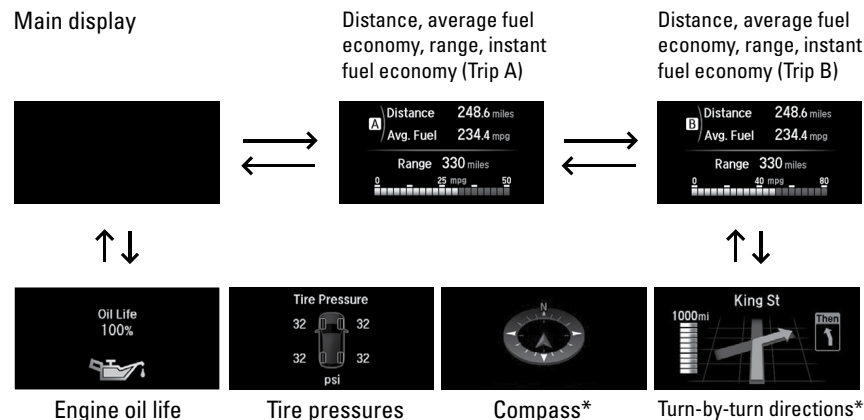 Main display
Distance, average fuel
economy, range, instant
fuel economy (Trip A)
Distance, average fuel
economy, range, instant
fuel economy (Trip B)
A
Distance 248.6 miles
Avg. Fuel 234.4 mpg
Range 330 miles
0 25 mpg 50
B
Distance 248.6 miles
Avg. Fuel 234.4 mpg
Range 330 miles
0 40 mpg 80
Oil Life
100%
Tire Pressure
32 32
32 32
psi
N
King St
1000mi
Then
Engine oil life
Tire pressures
Compass*
Turn-by-turn directions*